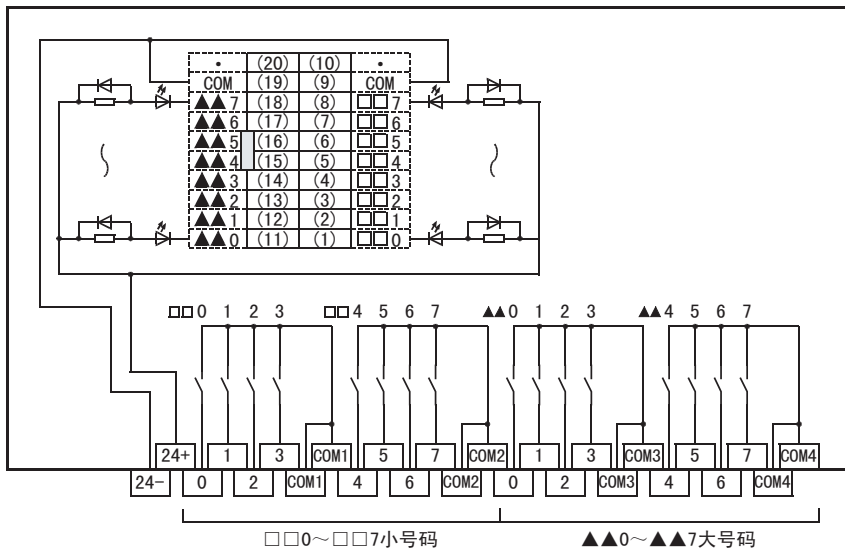 • (20) (10) •
COM (19) (9) COM
▲▲7 (18) (8) □□7
▲▲6 (17) (7) □□6
▲▲5 (16) (6) □□5
▲▲4 (15) (5) □□4
▲▲3 (14) (4) □□3
▲▲2 (13) (3) □□2
▲▲1 (12) (2) □□1
▲▲0 (11) (1) □□0
□□0 1 2 3 □□4 5 6 7 ▲▲0 1 2 3 ▲▲4 5 6 7
24+ 1 3 COM1 5 7 COM2 1 3 COM3 5 7 COM4
24- 0 2 COM1 4 6 COM2 0 2 COM3 4 6 COM4
□□0～□□7小号码 ▲▲0～▲▲7大号码